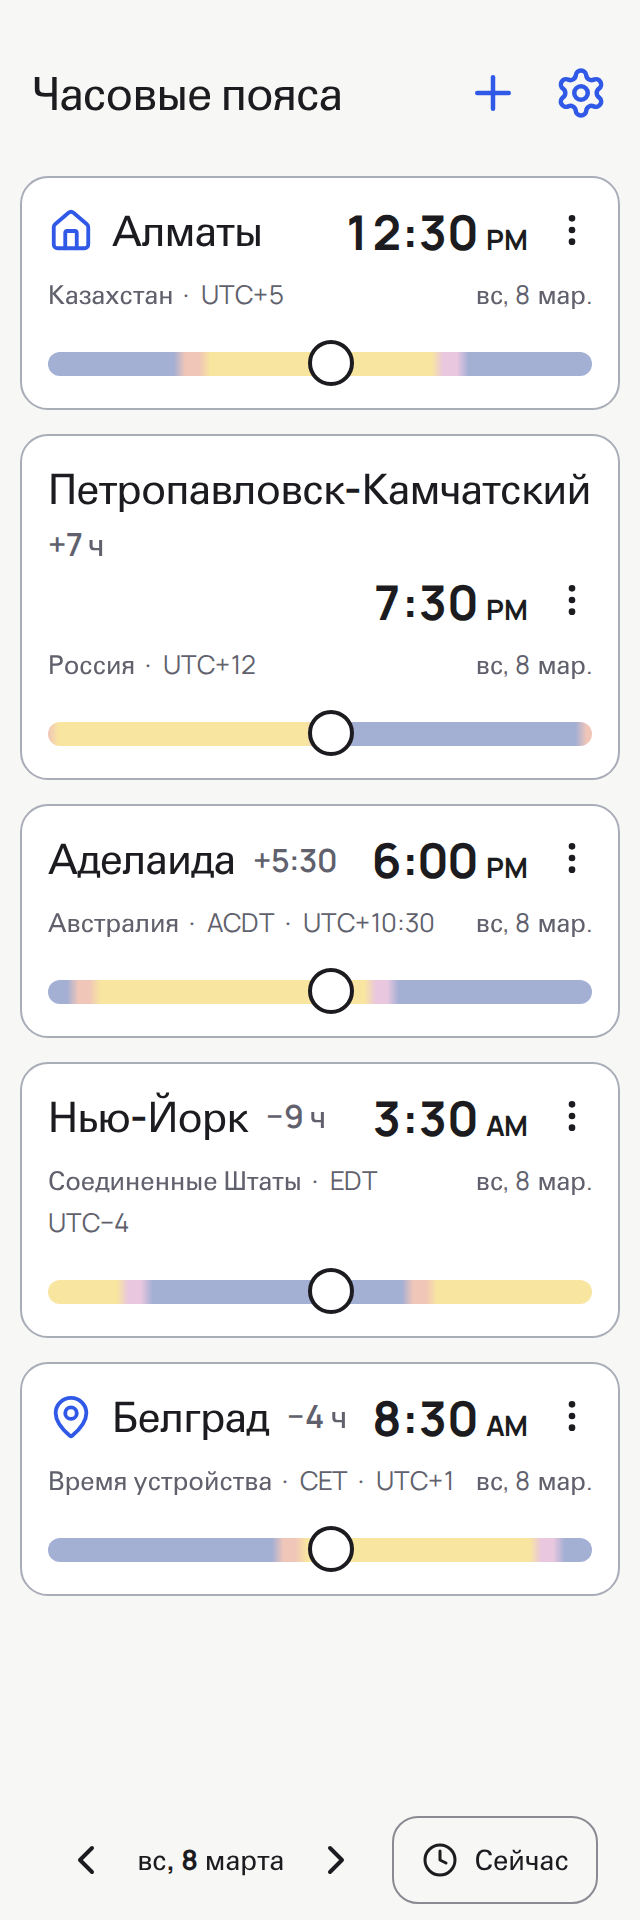 Часовые пояса
Алматы 12:30 PM
Казахстан · UTC+5 вс, 8 мар.
Петропавловск-Камчатский
+7 ч
7:30 PM
Россия · UTC+12 вс, 8 мар.
Аделаида +5:30 6:00 PM
Австралия · ACDT · UTC+10:30 вс, 8 мар.
Нью-Йорк −9 ч 3:30 AM
Соединенные Штаты · EDT вс, 8 мар.
UTC−4
Белград −4 ч 8:30 AM
Время устройства · CET · UTC+1 вс, 8 мар.
вс, 8 марта Сейчас